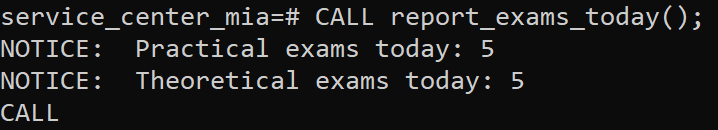 service_center_mia=# CALL report_exams_today();
NOTICE:  Practical exams today: 5
NOTICE:  Theoretical exams today: 5
CALL